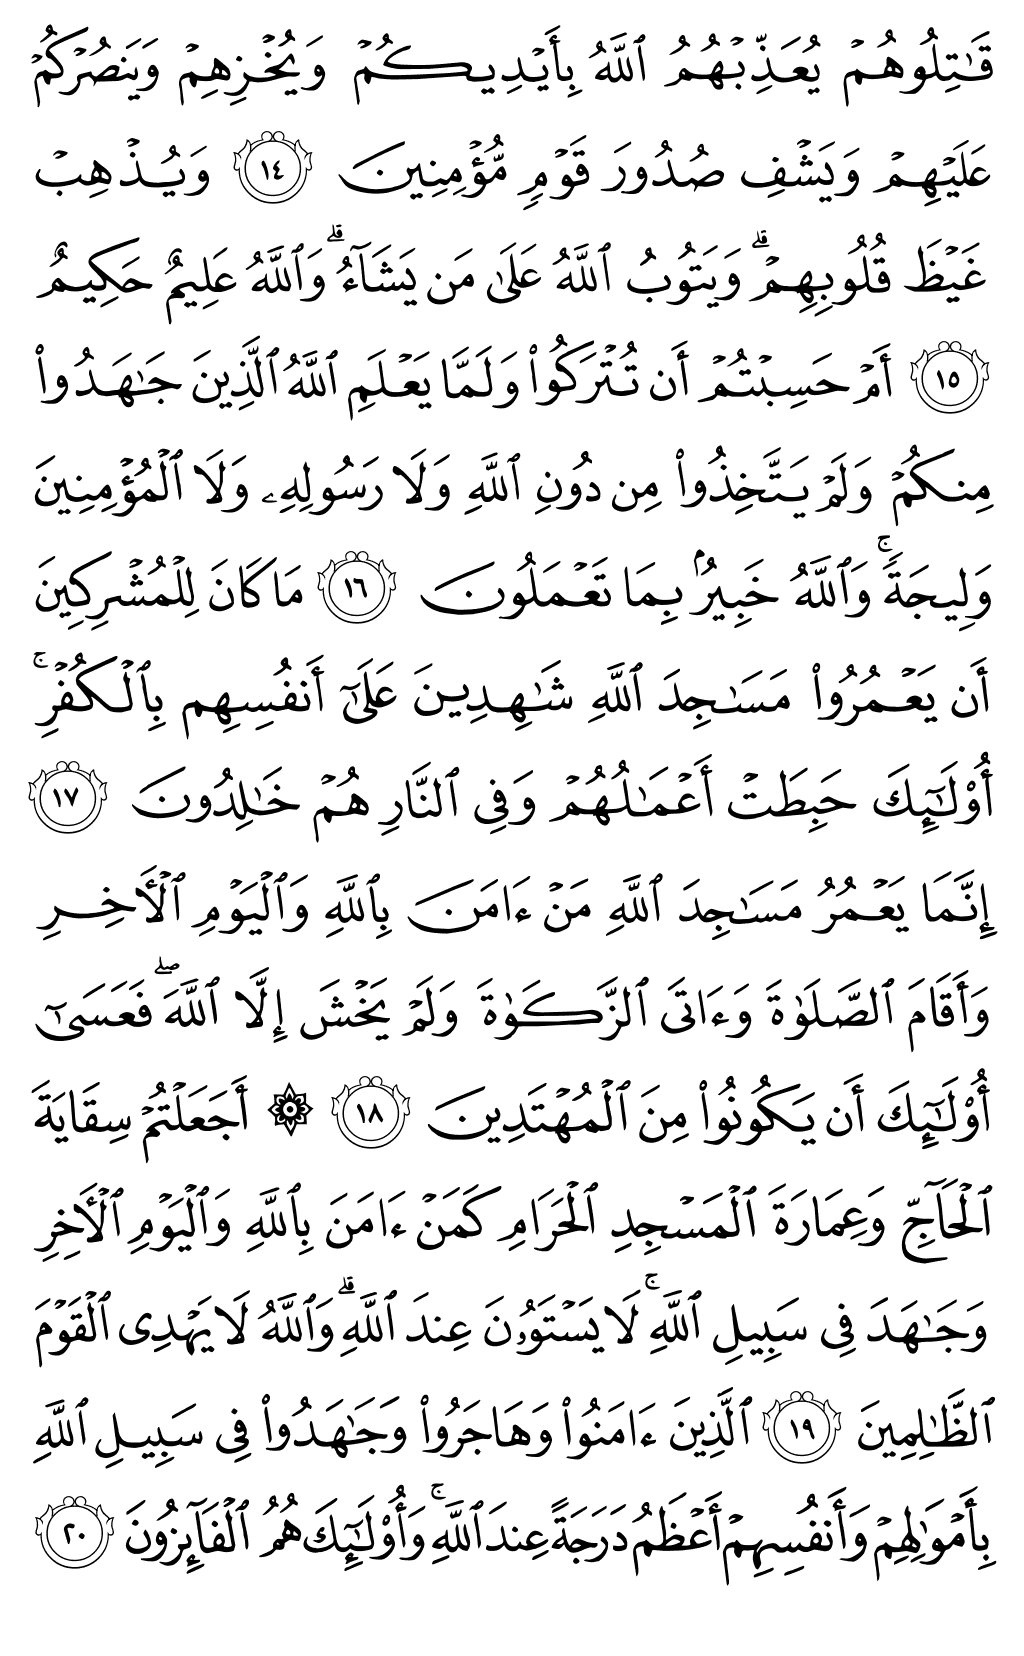 قَٰتِلُوهُمۡ يُعَذِّبۡهُمُ ٱللَّهُ بِأَيۡدِيكُمۡ وَيُخۡزِهِمۡ وَيَنصُرۡكُمۡ
عَلَيۡهِمۡ وَيَشۡفِ صُدُورَ قَوۡمٖ مُّؤۡمِنِينَ ١٤ وَيُذۡهِبۡ
غَيۡظَ قُلُوبِهِمۡۗ وَيَتُوبُ ٱللَّهُ عَلَىٰ مَن يَشَآءُۗ وَٱللَّهُ عَلِيمٌ حَكِيمٌ
١٥ أَمۡ حَسِبۡتُمۡ أَن تُتۡرَكُواْ وَلَمَّا يَعۡلَمِ ٱللَّهُ ٱلَّذِينَ جَٰهَدُواْ
مِنكُمۡ وَلَمۡ يَتَّخِذُواْ مِن دُونِ ٱللَّهِ وَلَا رَسُولِهِۦ وَلَا ٱلۡمُؤۡمِنِينَ
وَلِيجَةٗۚ وَٱللَّهُ خَبِيرُۢ بِمَا تَعۡمَلُونَ ١٦ مَا كَانَ لِلۡمُشۡرِكِينَ
أَن يَعۡمُرُواْ مَسَٰجِدَ ٱللَّهِ شَٰهِدِينَ عَلَىٰٓ أَنفُسِهِم بِٱلۡكُفۡرِۚ
أُوْلَٰٓئِكَ حَبِطَتۡ أَعۡمَٰلُهُمۡ وَفِي ٱلنَّارِ هُمۡ خَٰلِدُونَ ١٧
إِنَّمَا يَعۡمُرُ مَسَٰجِدَ ٱللَّهِ مَنۡ ءَامَنَ بِٱللَّهِ وَٱلۡيَوۡمِ ٱلۡأٓخِرِ
وَأَقَامَ ٱلصَّلَوٰةَ وَءَاتَى ٱلزَّكَوٰةَ وَلَمۡ يَخۡشَ إِلَّا ٱللَّهَۖ فَعَسَىٰٓ
أُوْلَٰٓئِكَ أَن يَكُونُواْ مِنَ ٱلۡمُهۡتَدِينَ ١٨ ۞ أَجَعَلۡتُمۡ سِقَايَةَ
ٱلۡحَآجِّ وَعِمَارَةَ ٱلۡمَسۡجِدِ ٱلۡحَرَامِ كَمَنۡ ءَامَنَ بِٱللَّهِ وَٱلۡيَوۡمِ ٱلۡأٓخِرِ
وَجَٰهَدَ فِي سَبِيلِ ٱللَّهِۚ لَا يَسۡتَوُۥنَ عِندَ ٱللَّهِۗ وَٱللَّهُ لَا يَهۡدِي ٱلۡقَوۡمَ
ٱلظَّٰلِمِينَ ١٩ ٱلَّذِينَ ءَامَنُواْ وَهَاجَرُواْ وَجَٰهَدُواْ فِي سَبِيلِ ٱللَّهِ
بِأَمۡوَٰلِهِمۡ وَأَنفُسِهِمۡ أَعۡظَمُ دَرَجَةً عِندَ ٱللَّهِۚ وَأُوْلَٰٓئِكَ هُمُ ٱلۡفَآئِزُونَ ٢٠